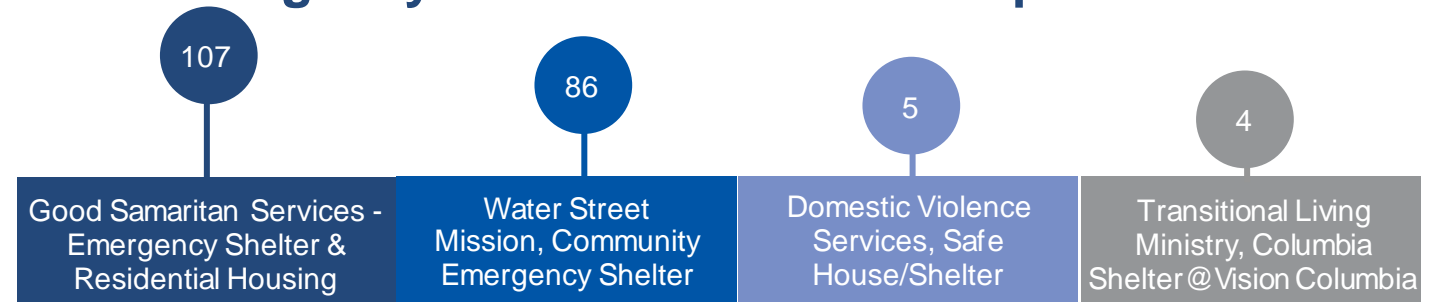 107
86
5
4
Good Samaritan Services -
Emergency Shelter &
Residential Housing
Water Street
Mission, Community
Emergency Shelter
Domestic Violence
Services, Safe
House/Shelter
Transitional Living
Ministry, Columbia
Shelter@Vision Columbia